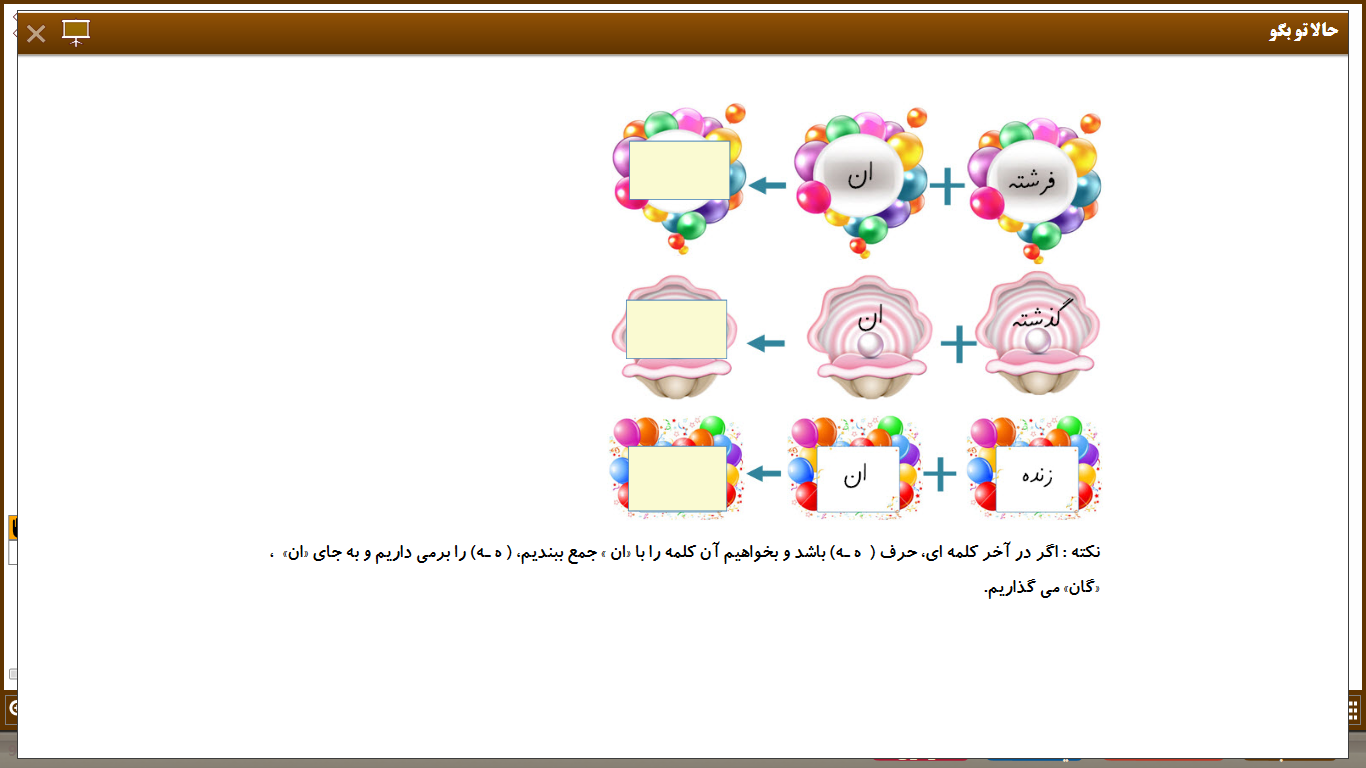 حالا تو بگو
فرشته + ان
گذشته + ان
زنده + ان
نکته : اگر در آخر کلمه ای، حرف ( ه ـه) باشد و بخواهیم آن کلمه را با «ان » جمع ببندیم، ( ه ـه) را برمی داریم و به جای «ان» ،
«گان» می گذاریم.